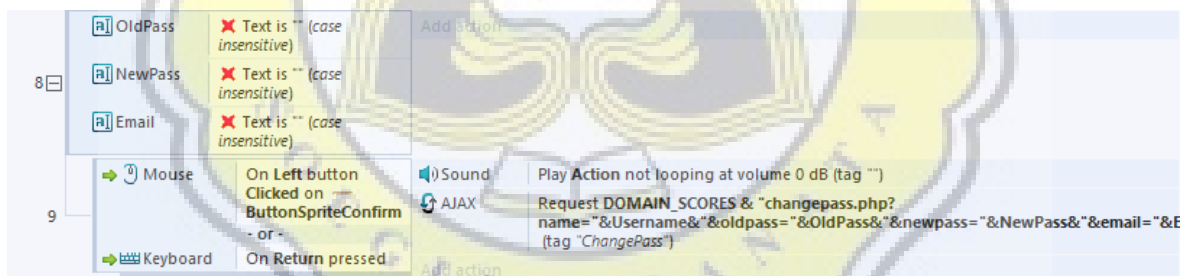 OldPass Text is "" (case insensitive) Add action
8 NewPass Text is "" (case insensitive)
Email Text is "" (case insensitive)
Mouse On Left button Clicked on ButtonSpriteConfirm
Sound Play Action not looping at volume 0 dB (tag "")
AJAX Request DOMAIN_SCORES & "changepass.php?
name="&Username&"&oldpass="&OldPass&"&newpass="&NewPass&"&email="&E
(tag "ChangePass")
9
- or -
Keyboard On Return pressed
Add action